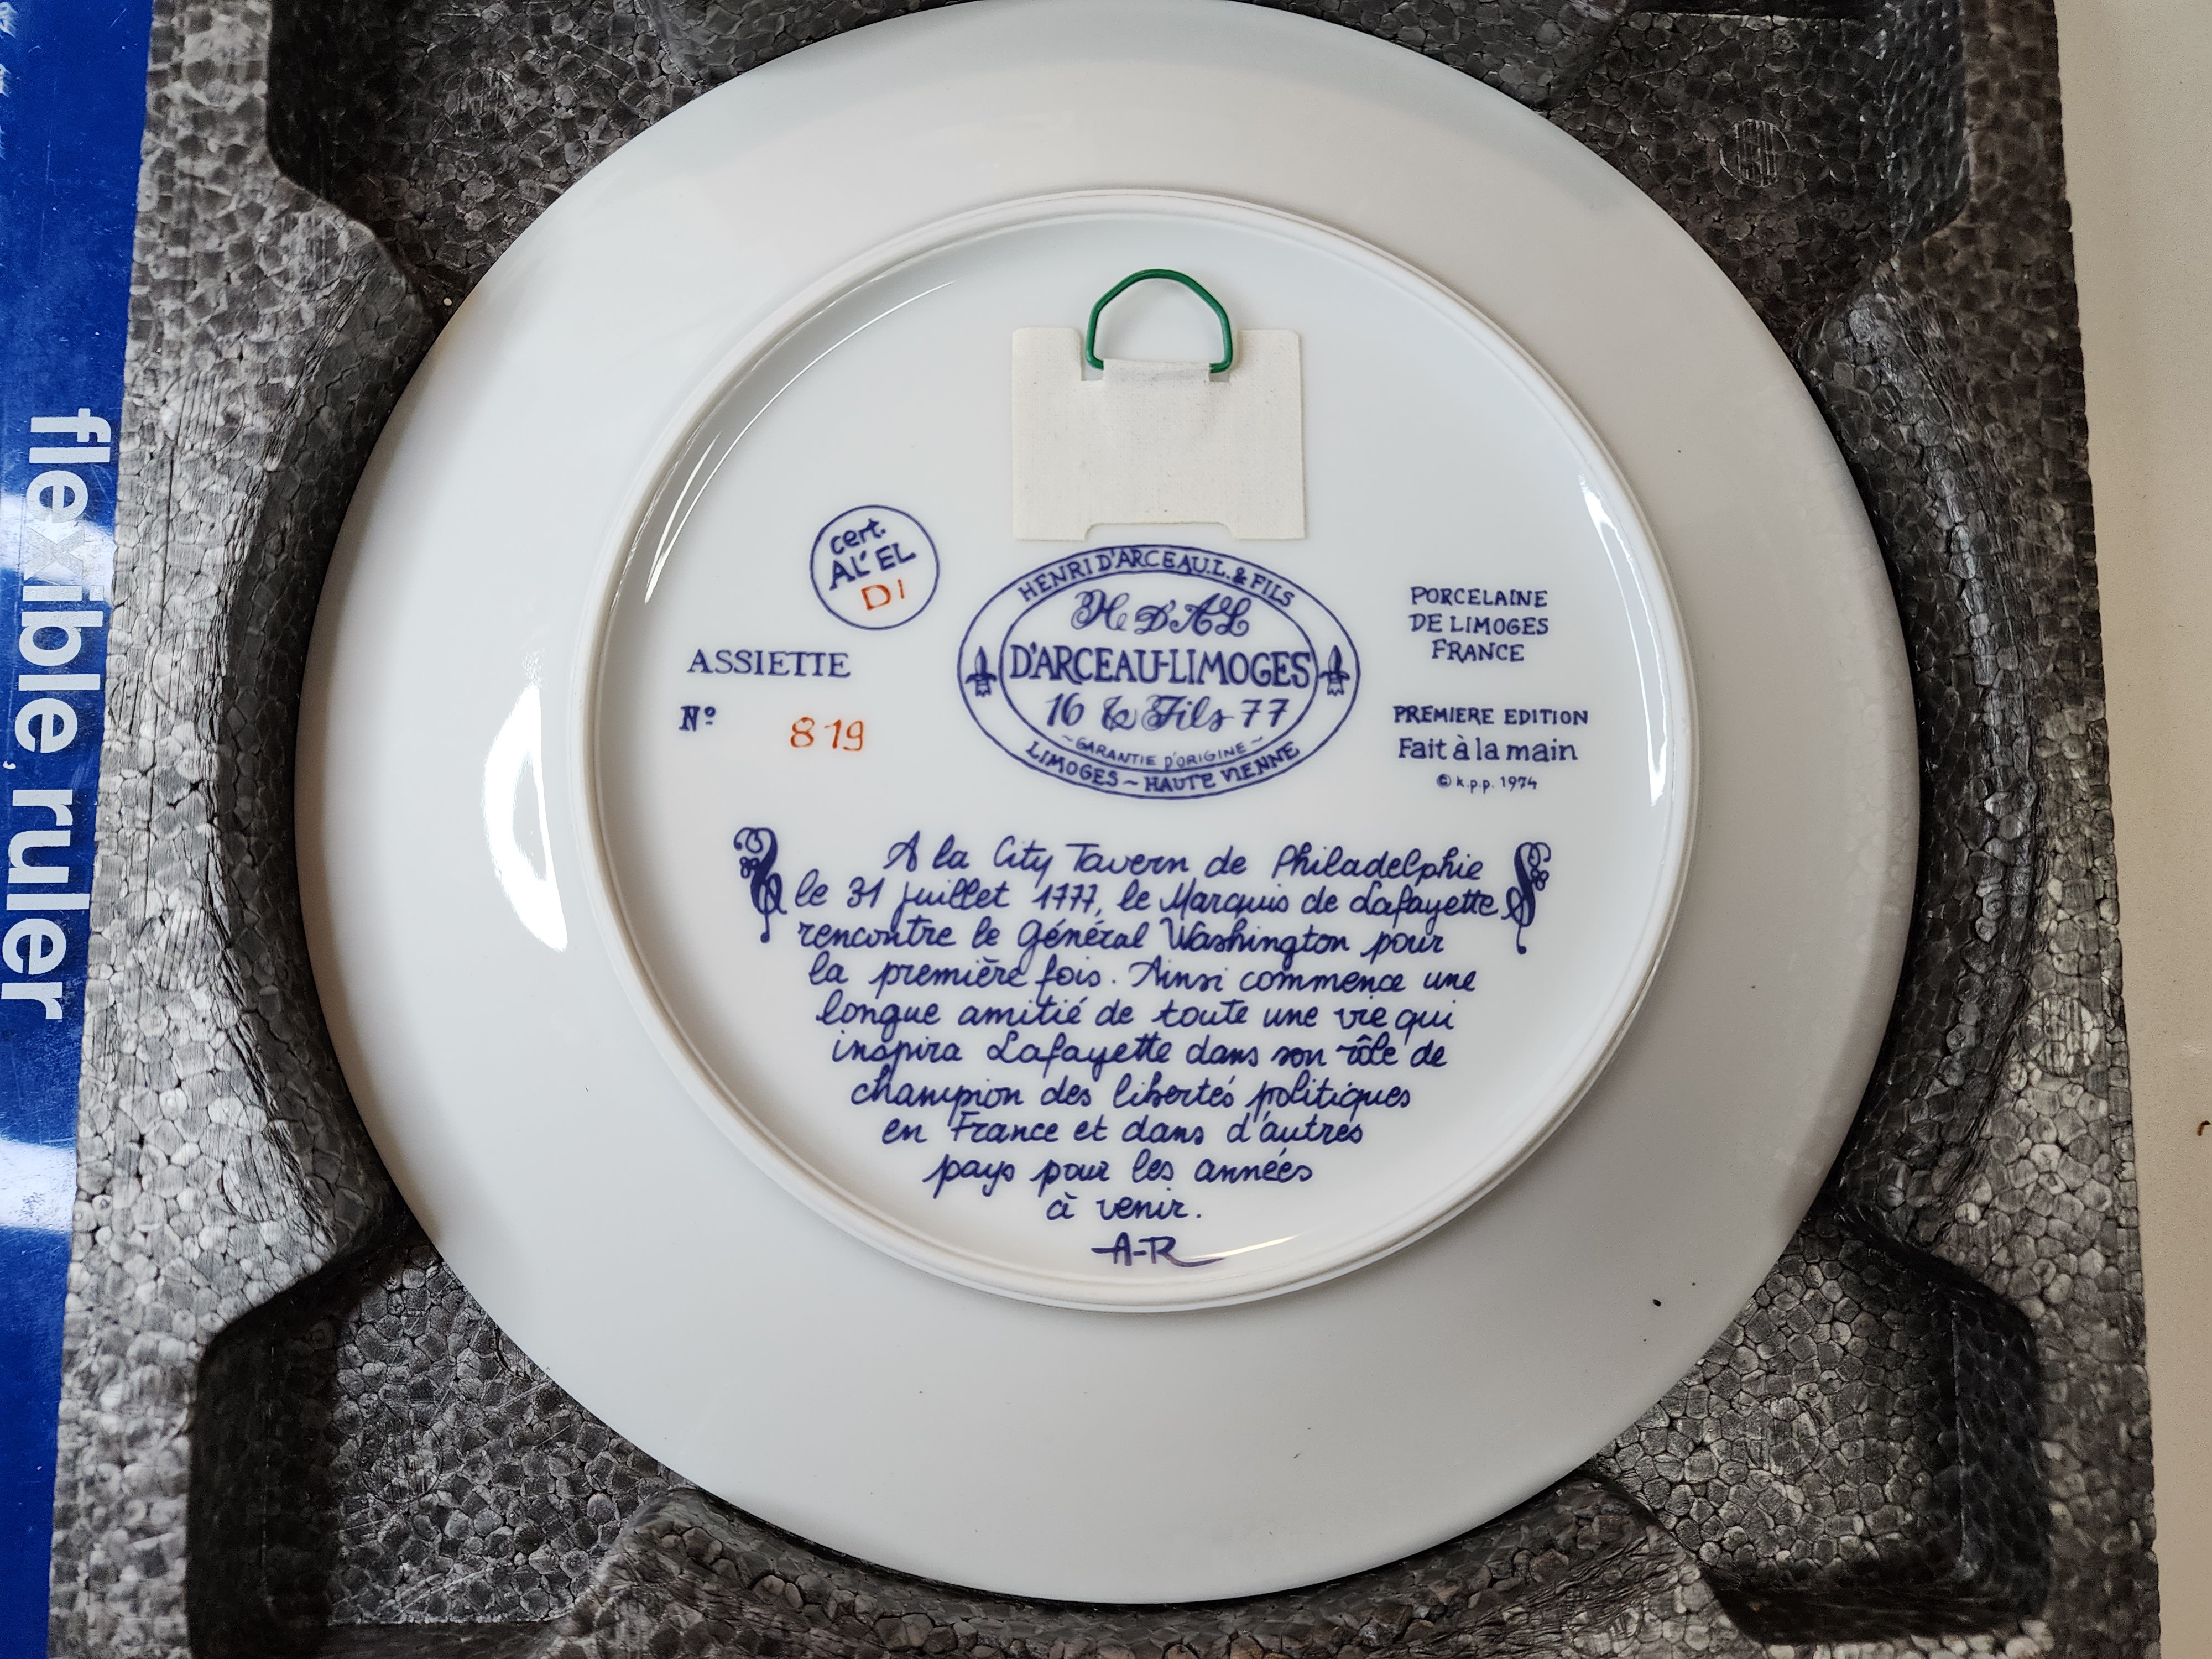 flexible ruler
cert.
AL'EL
D1
ASSIETTE
Nº 819
HENRI D'ARCEAU.L.& FILS
H D'AL
D'ARCEAU-LIMOGES
16 & Fils 77
~GARANTIE D'ORIGINE~
LIMOGES ~ HAUTE VIENNE
PORCELAINE
DE LIMOGES
FRANCE
PREMIERE EDITION
Fait à la main
© k.p.p. 1974
A la City Tavern de Philadelphie
le 31 juillet 1777, le Marquis de Lafayette
rencontre le Général Washington pour
la première fois. Ainsi commence une
longue amitié de toute une vie qui
inspira Lafayette dans son rôle de
champion des libertés politiques
en France et dans d'autres
pays pour les années
à venir.
A-R